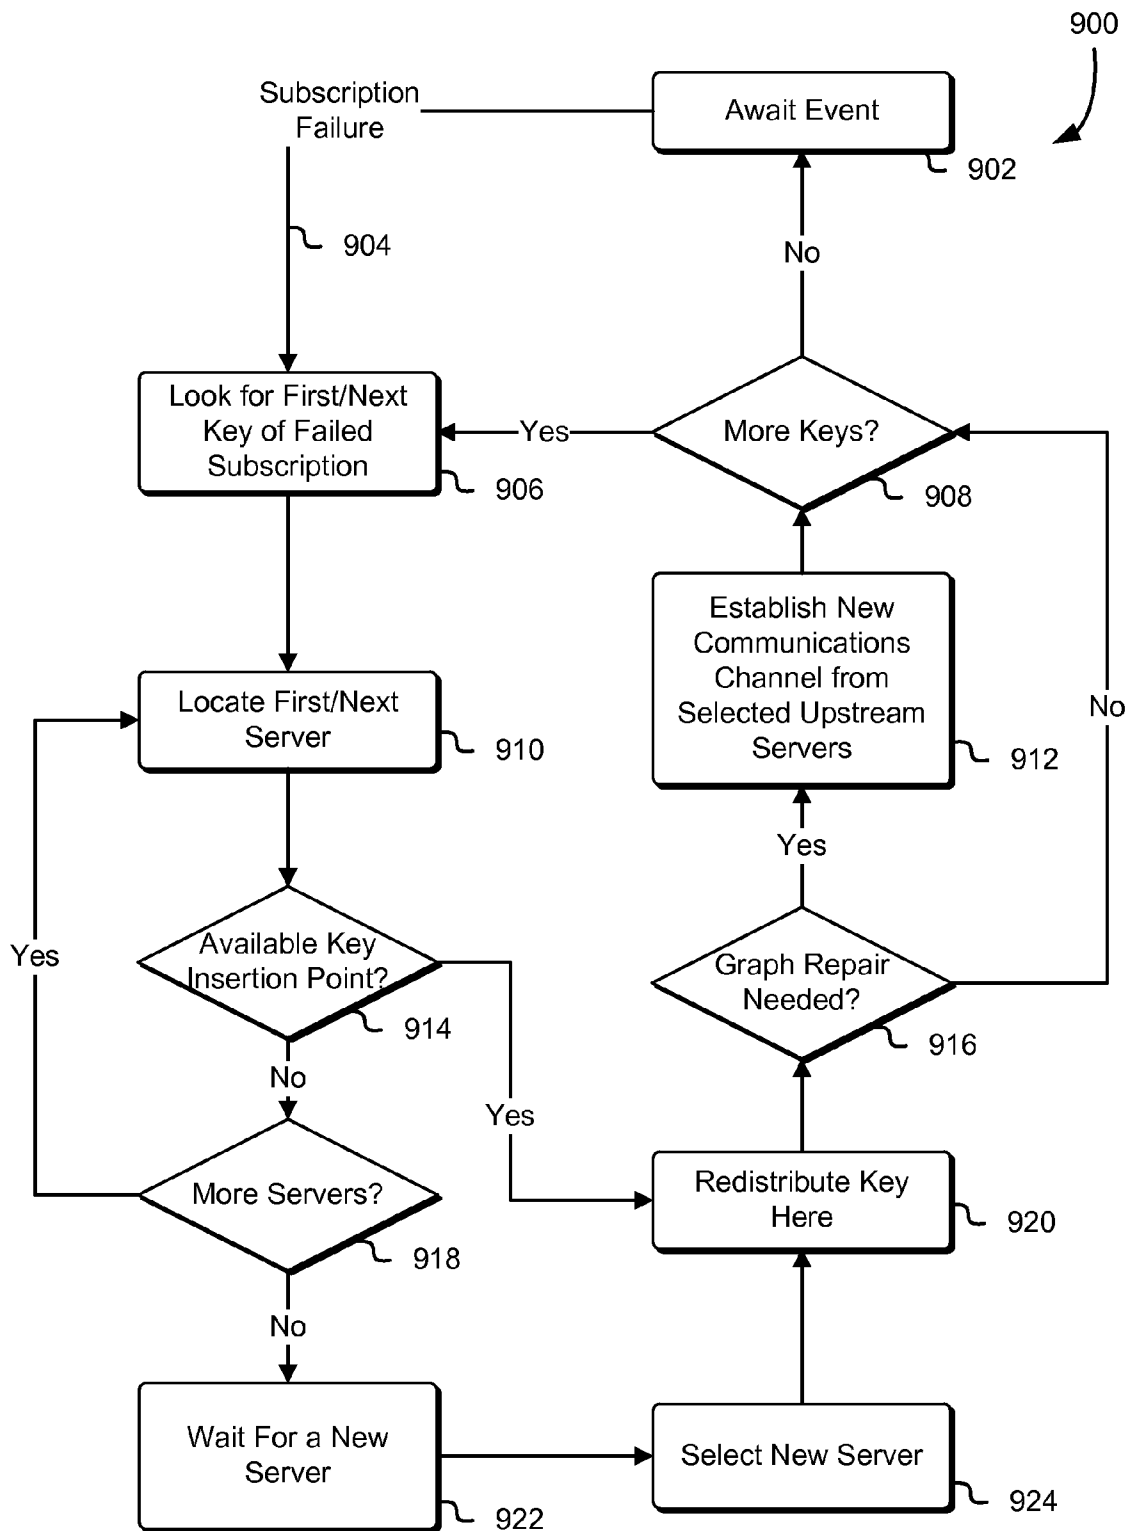 900
Subscription
Failure
Await Event
902
904
No
Look for First/Next
Key of Failed
Subscription
906
Yes
More Keys?
908
Establish New
Communications
Channel from
Selected Upstream
Servers
912
No
Locate First/Next
Server
910
Yes
Available Key
Insertion Point?
914
Yes
Graph Repair
Needed?
916
No
Yes
More Servers?
918
Redistribute Key
Here
920
No
Wait For a New
Server
922
Select New Server
924